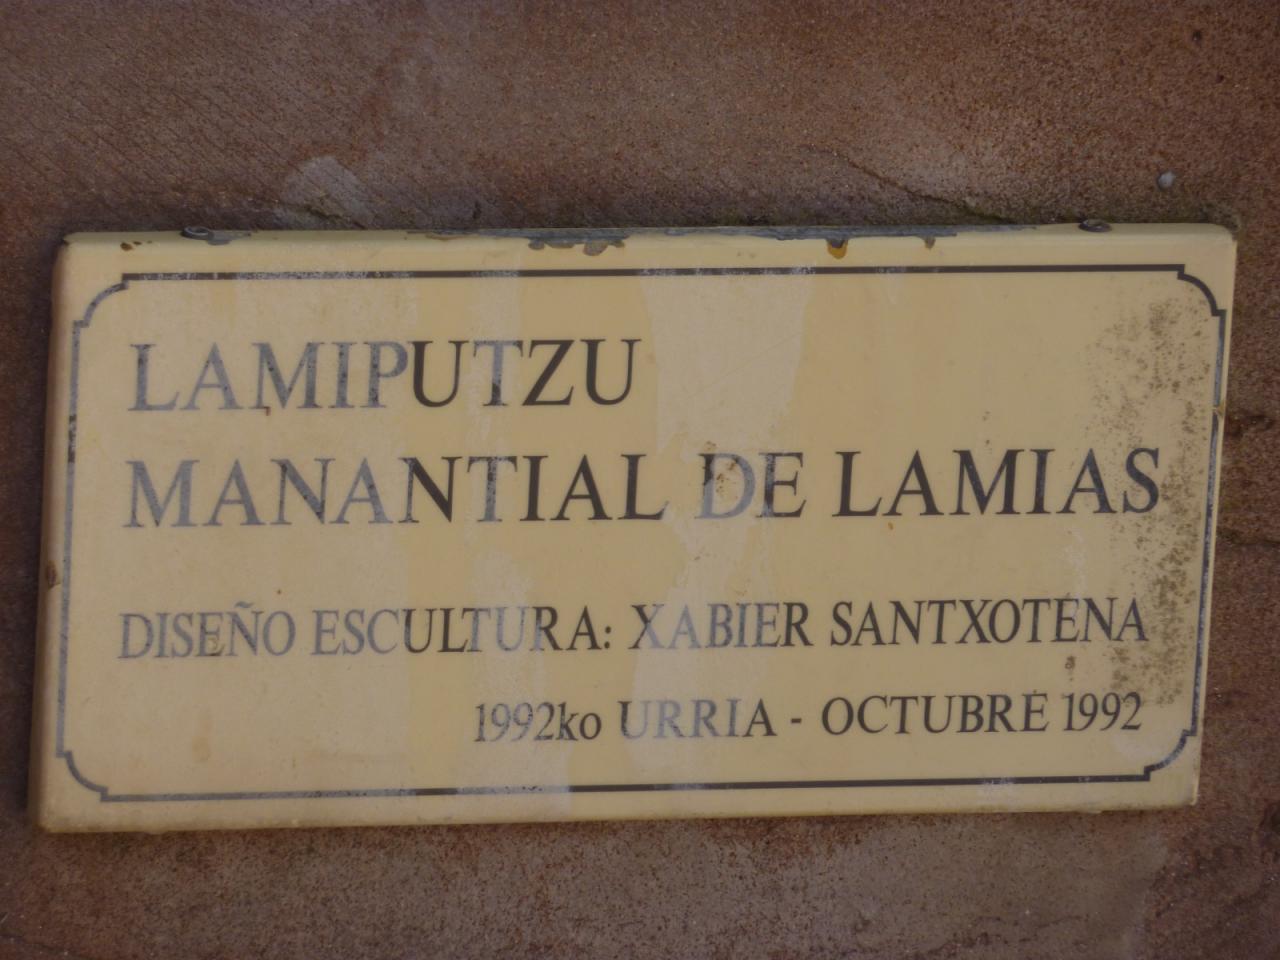 LAMIPUTZU
MANANTIAL DE LAMIAS
DISEÑO ESCULTURA: XABIER SANTXOTENA
1992ko URRIA - OCTUBRE 1992